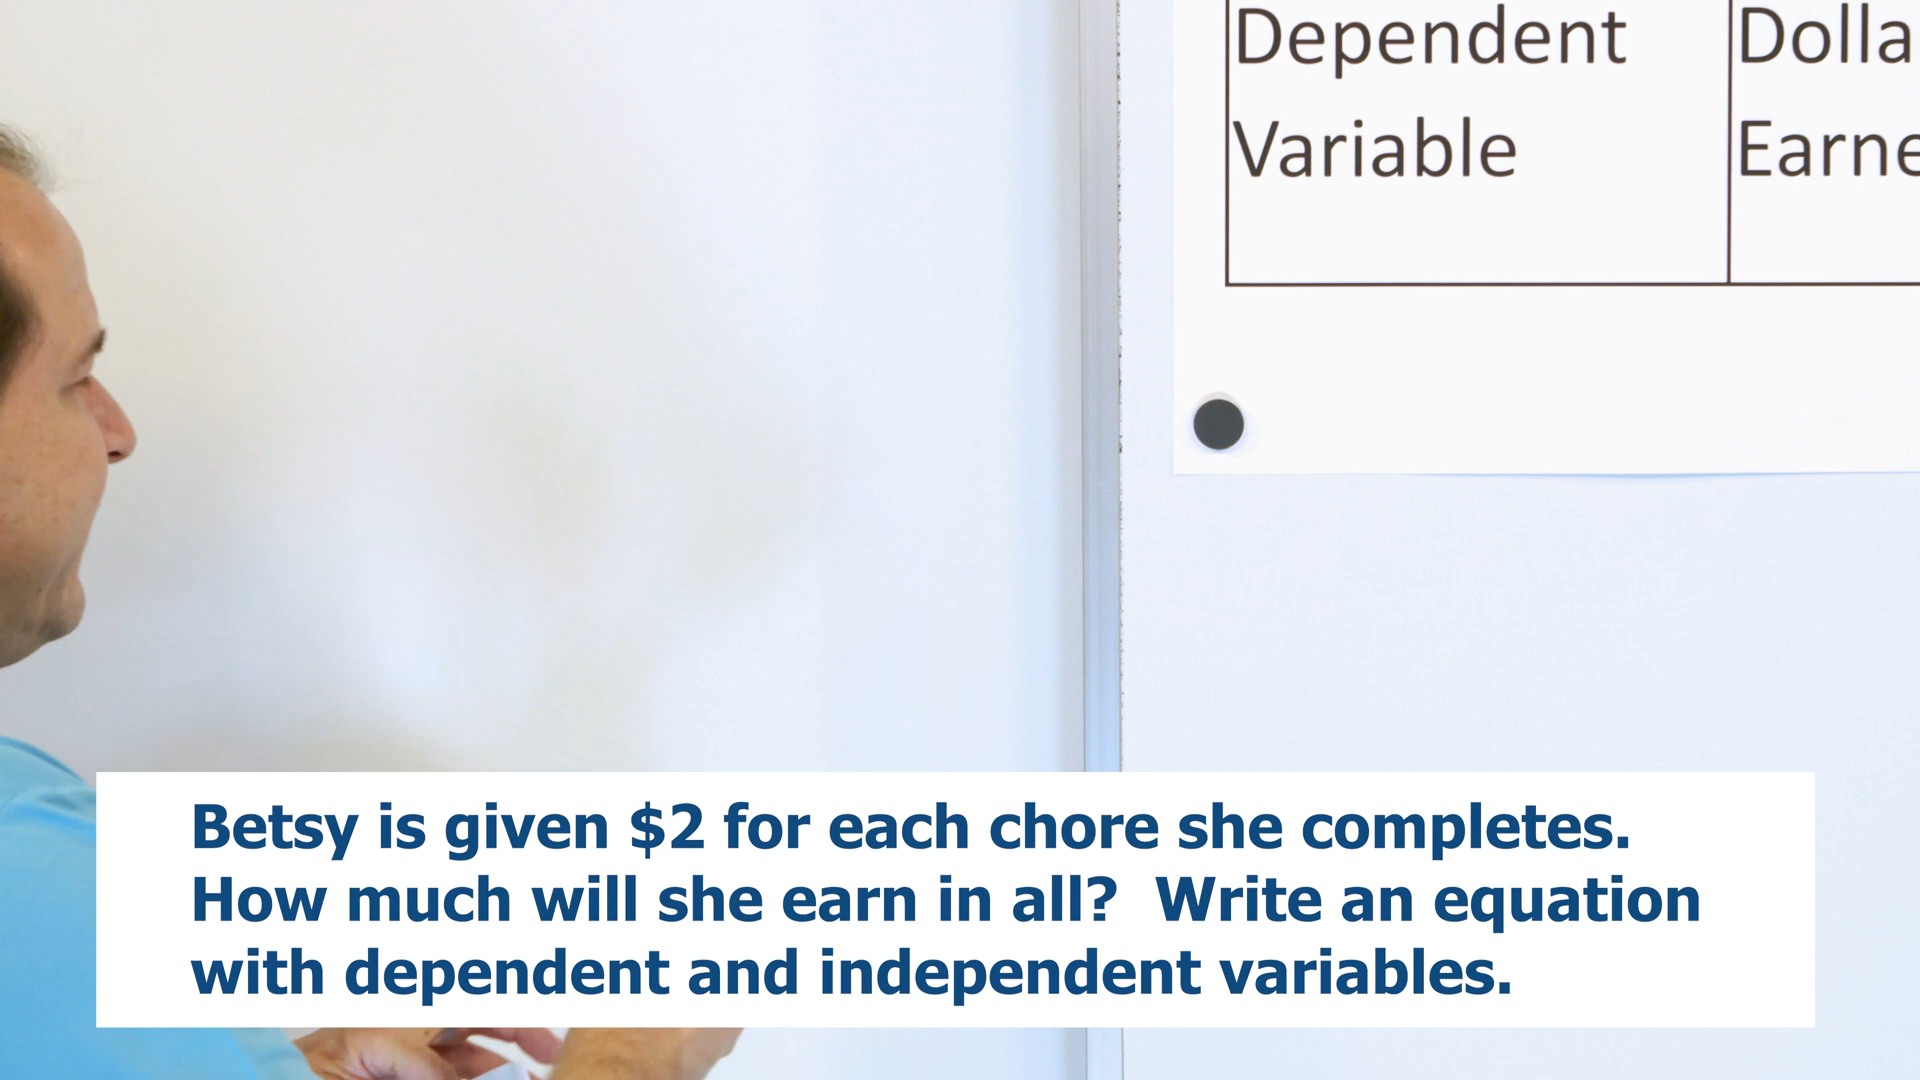 Dependent
Variable
Betsy is given $2 for each chore she completes.
How much will she earn in all?  Write an equation
with dependent and independent variables.